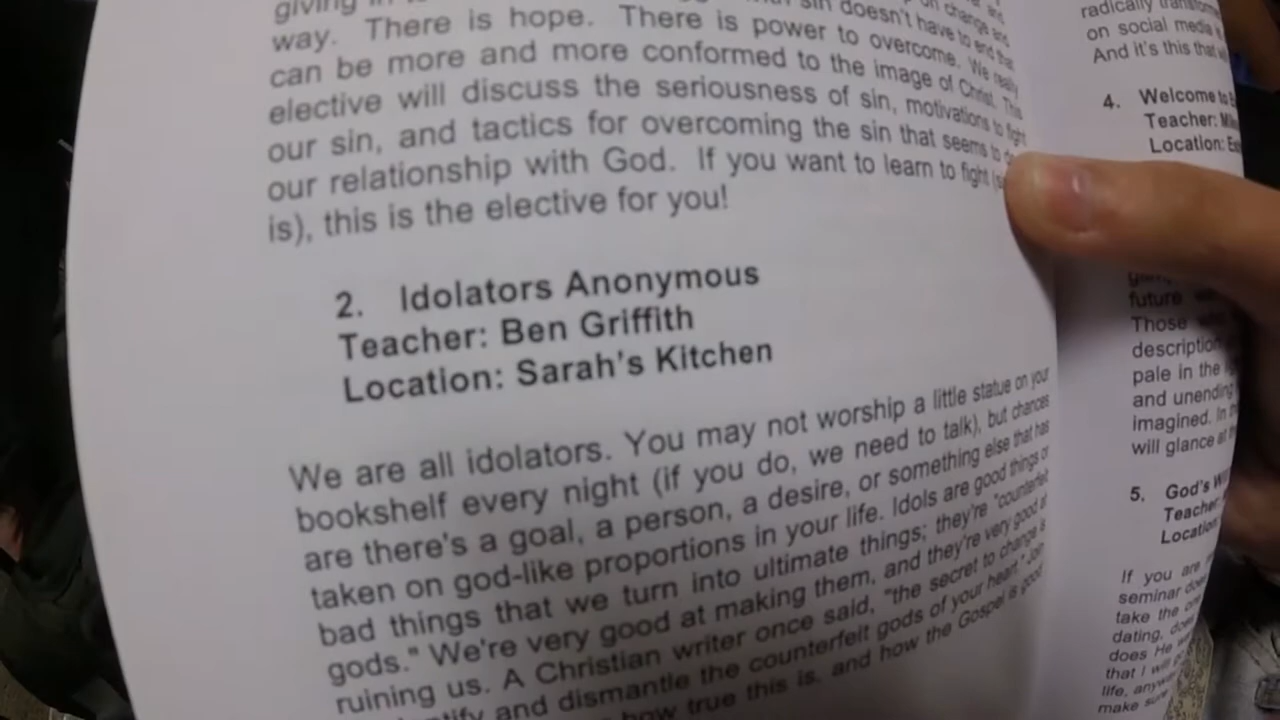 giving
way. There is hope. There is power to overcome. We really
can be more and more conformed to the image of Christ. This
elective will discuss the seriousness of sin, motivations to fight
our sin, and tactics for overcoming the sin that seems to
our relationship with God. If you want to learn to fight
is), this is the elective for you!
2. Idolators Anonymous
Teacher: Ben Griffith
Location: Sarah's Kitchen
We are all idolators. You may not worship a little statue on your
bookshelf every night (if you do, we need to talk), but chances
are there's a goal, a person, a desire, or something else that has
taken on god-like proportions in your life. Idols are good things or
bad things that we turn into ultimate things; they're "counterfeit
gods." We're very good at making them, and they're very good at
ruining us. A Christian writer once said, "the secret to change is
and dismantle the counterfeit gods of your heart." Join
how true this is, and how the Gospel is good
radically
on social media
And it's this that
4. Welcome to
Teacher:
Location:
future
Those
description
pale in the
and unending
imagined. In
will glance at
5. God's
Teacher
Location
If you are
seminar
take the
dating,
does He
that I will
life,
make sure